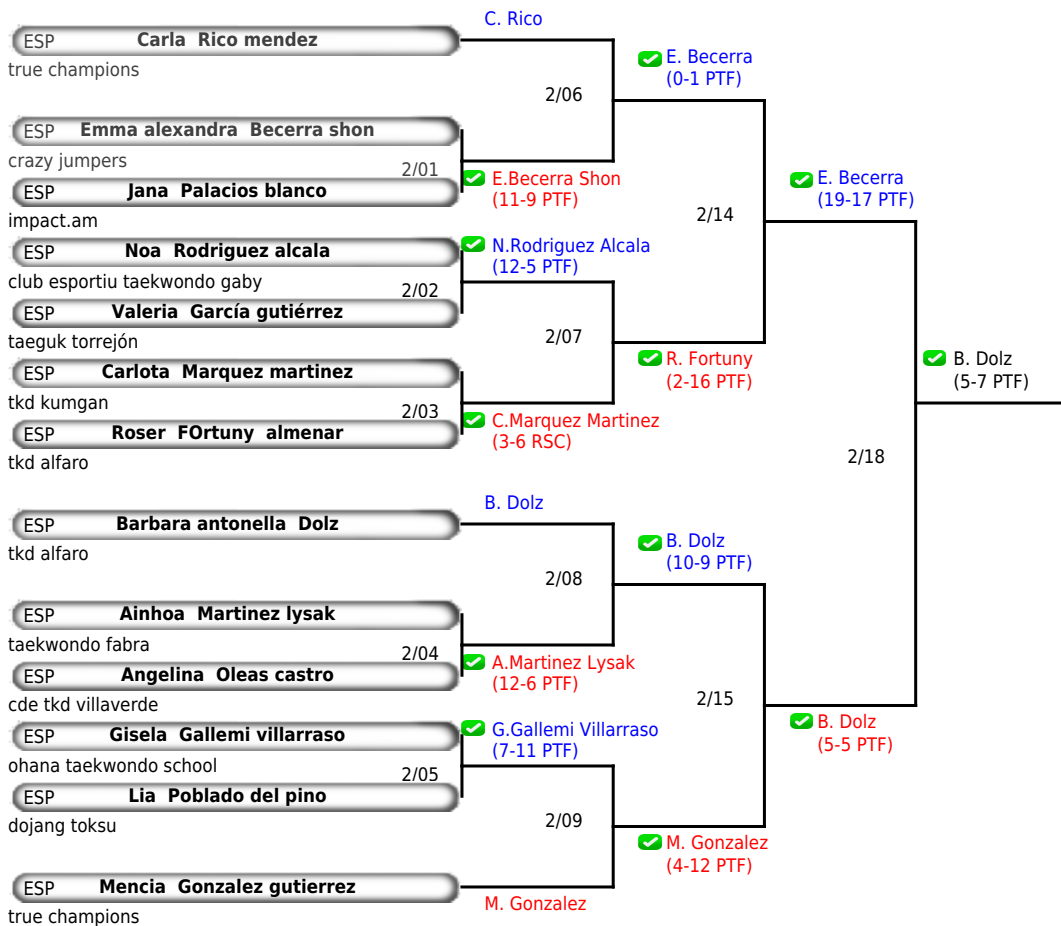 C. Rico
ESP Carla Rico mendez
true champions
E. Becerra
(0-1 PTF)
2/06
ESP Emma alexandra Becerra shon
crazy jumpers
2/01
E.Becerra Shon
(11-9 PTF)
ESP Jana Palacios blanco
impact.am
E. Becerra
(19-17 PTF)
2/14
ESP Noa Rodriguez alcala
club esportiu taekwondo gaby
N.Rodriguez Alcala
(12-5 PTF)
2/02
ESP Valeria García gutiérrez
taeguk torrejón
2/07
R. Fortuny
(2-16 PTF)
ESP Carlota Marquez martinez
tkd kumgan
2/03
C.Marquez Martinez
(3-6 RSC)
ESP Roser FOrtuny almenar
tkd alfaro
B. Dolz
(5-7 PTF)
2/18
B. Dolz
ESP Barbara antonella Dolz
tkd alfaro
B. Dolz
(10-9 PTF)
2/08
ESP Ainhoa Martinez lysak
taekwondo fabra
2/04
A.Martinez Lysak
(12-6 PTF)
ESP Angelina Oleas castro
cde tkd villaverde
2/15
B. Dolz
(5-5 PTF)
ESP Gisela Gallemi villarraso
ohana taekwondo school
G.Gallemi Villarraso
(7-11 PTF)
2/05
ESP Lia Poblado del pino
dojang toksu
2/09
M. Gonzalez
(4-12 PTF)
ESP Mencia Gonzalez gutierrez
true champions
M. Gonzalez